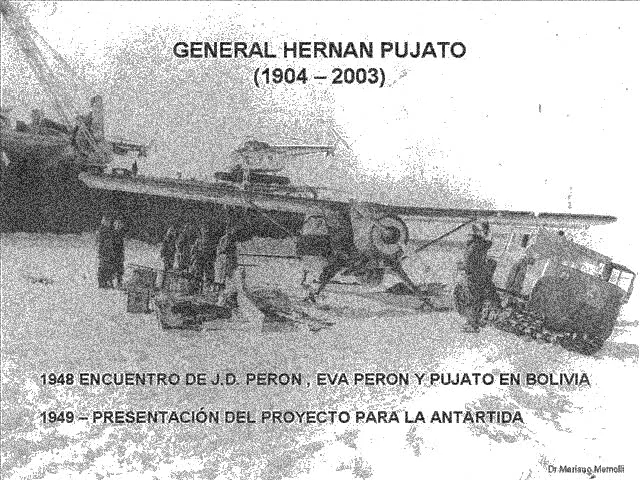 GENERAL HERNAN PUJATO
(1904 – 2003)
1948 ENCUENTRO DE J.D. PERON , EVA PERON Y PUJATO EN BOLIVIA
1949 – PRESENTACIÓN DEL PROYECTO PARA LA ANTARTIDA
Dr Mariano Memolli